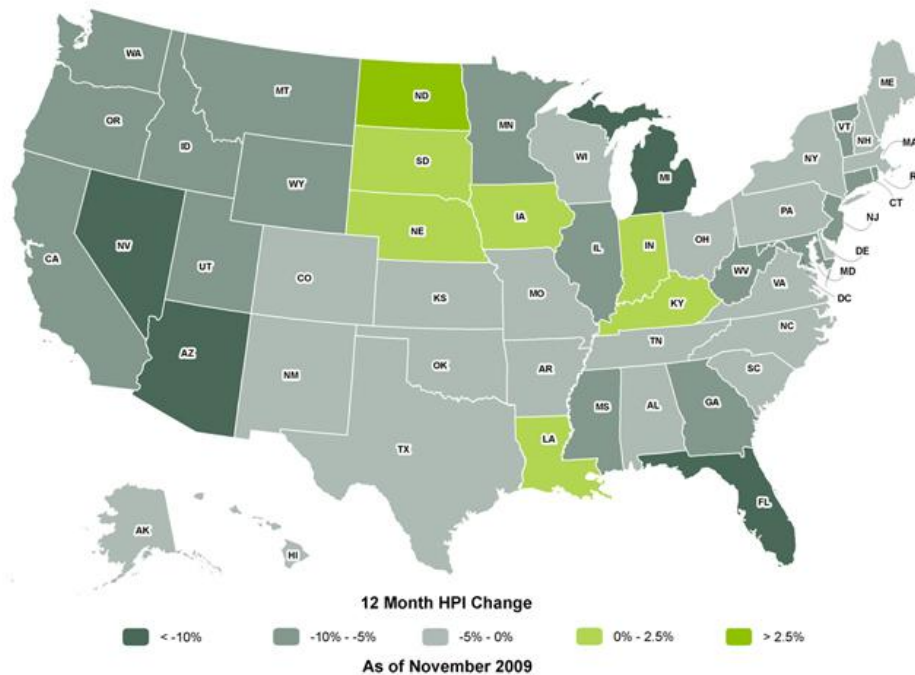 WA
MT
ND
MN
ME
OR
ID
SD
WI
VT
NH
MA
NY
WY
MI
R
CT
IA
PA
NE
NJ
NV
IL
IN
OH
DE
CA
UT
CO
WV
MD
KS
MO
VA
DC
KY
NC
AZ
OK
TN
NM
AR
SC
MS
AL
GA
TX
LA
FL
AK
HI
12 Month HPI Change
< -10% -10% - -5% -5% - 0% 0% - 2.5% > 2.5%
As of November 2009